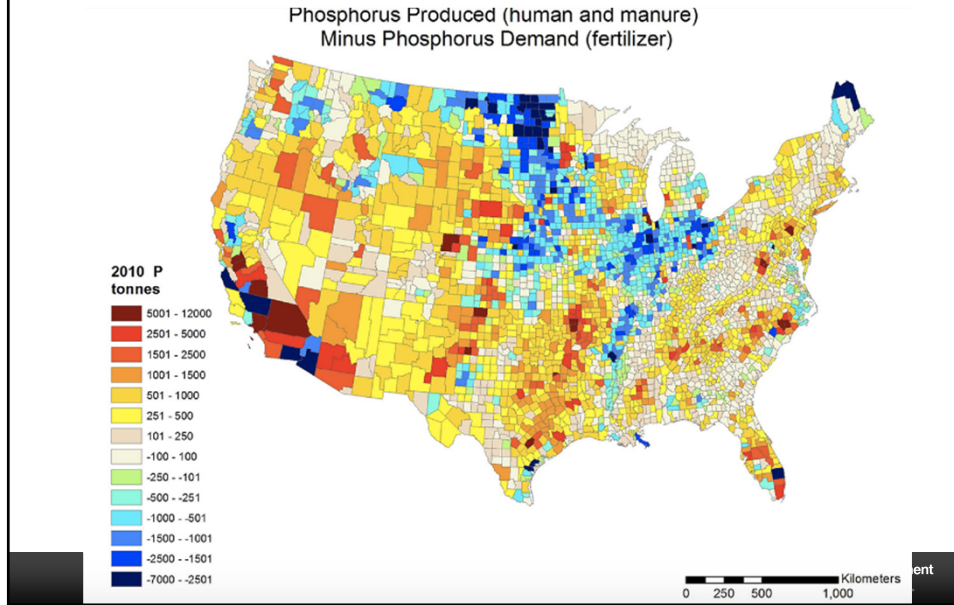 Phosphorus Produced (human and manure)
Minus Phosphorus Demand (fertilizer)
2010 P
tonnes
5001 - 12000
2501 - 5000
1501 - 2500
1001 - 1500
501 - 1000
251 - 500
101 - 250
-100 - 100
-250 - -101
-500 - -251
-1000 - -501
-1500 - -1001
-2500 - -1501
-7000 - -2501
ent
Kilometers
0 250 500 1,000